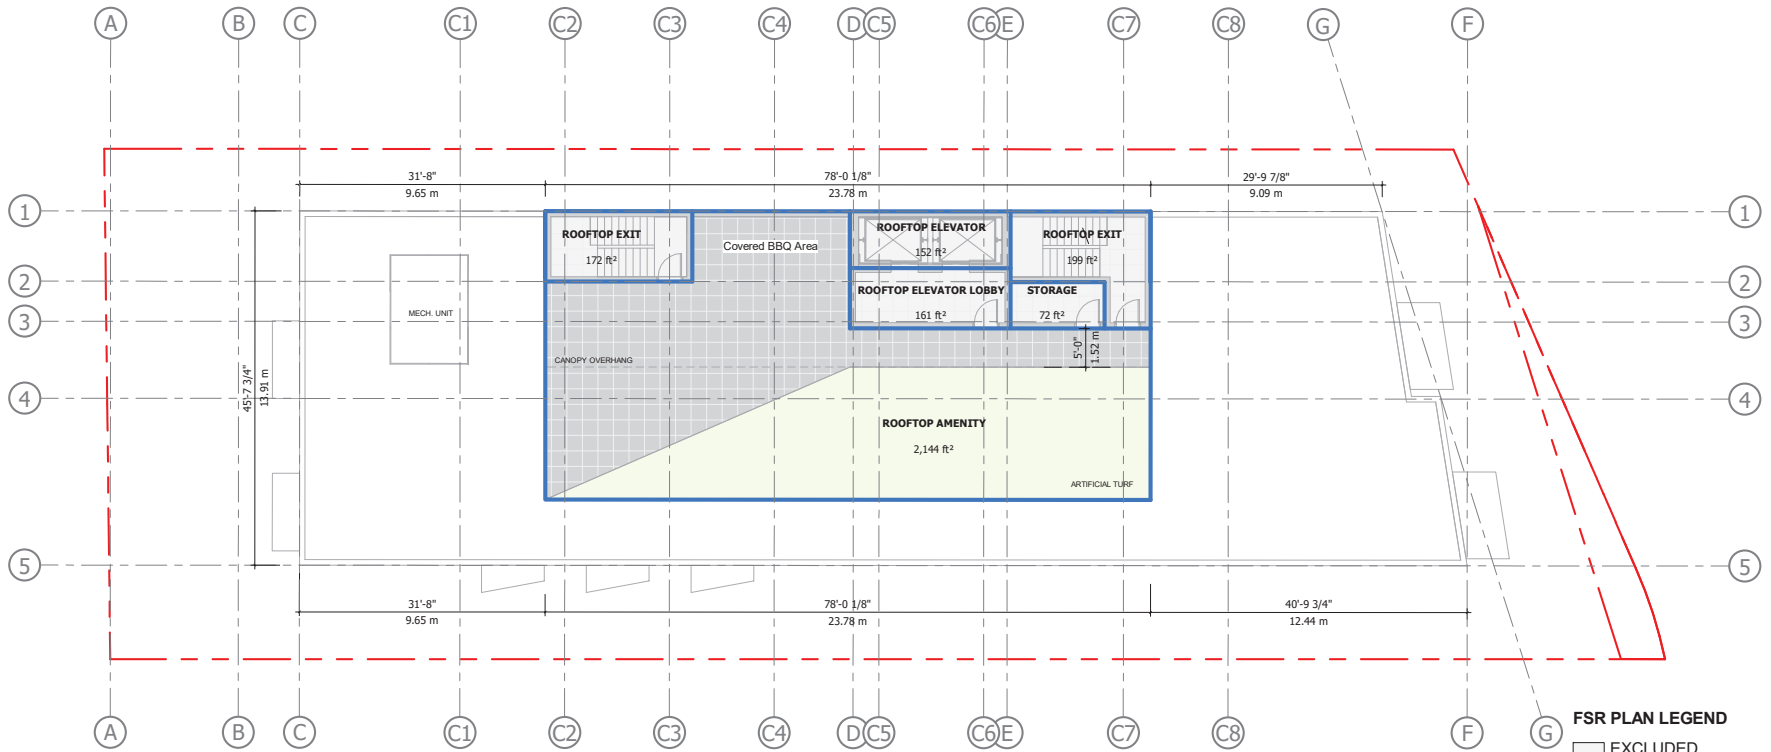 A B C C1 C2 C3 C4 D C5 C6 E C7 C8 G F
31'-8" 78'-0 1/8" 29'-9 7/8"
9.65 m 23.78 m 9.09 m
1 1
ROOFTOP EXIT ROOFTOP ELEVATOR ROOFTOP EXIT
Covered BBQ Area
172 ft² 152 ft² 199 ft²
2 2
ROOFTOP ELEVATOR LOBBY STORAGE
MECH. UNIT 161 ft² 72 ft²
3 3
5'-0"
1.52 m
CANOPY OVERHANG
45'-7 3/4"
13.91 m
4 4
ROOFTOP AMENITY
2,144 ft²
ARTIFICIAL TURF
5 5
31'-8" 78'-0 1/8" 40'-9 3/4"
9.65 m 23.78 m 12.44 m
A B C C1 C2 C3 C4 D C5 C6 E C7 C8 F G
FSR PLAN LEGEND
EXCLUDED